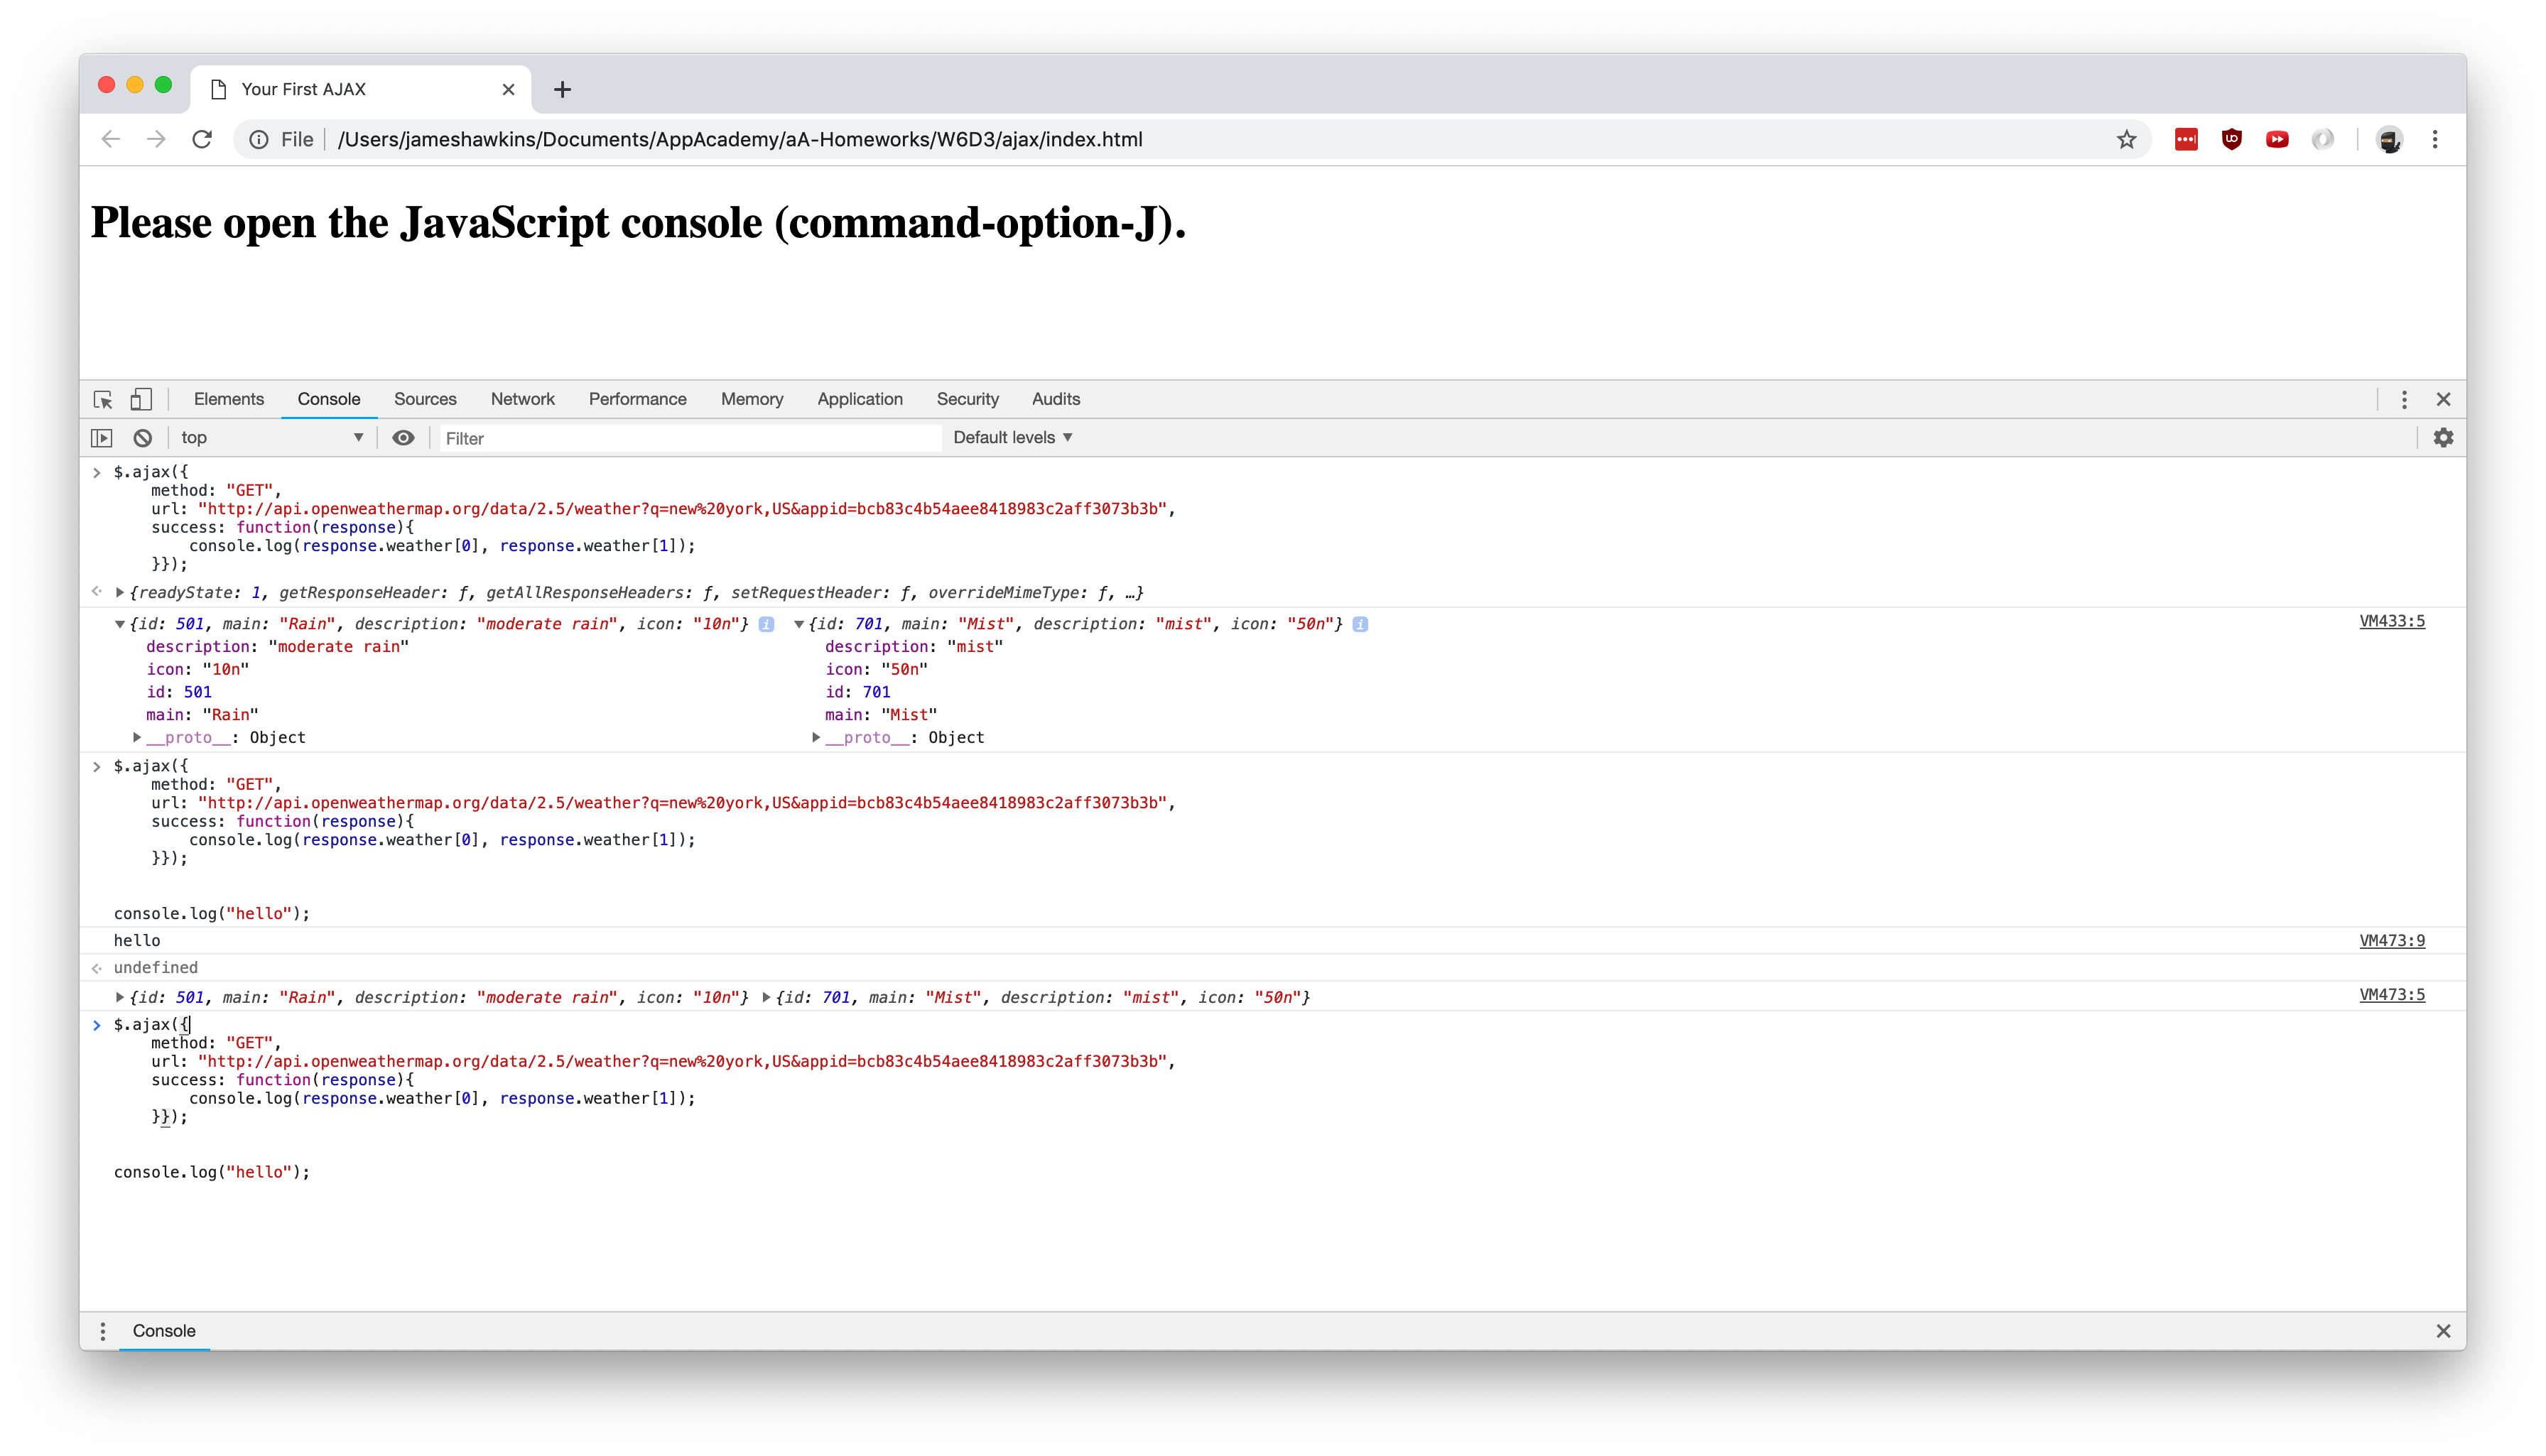 Your First AJAX
File /Users/jameshawkins/Documents/AppAcademy/aA-Homeworks/W6D3/ajax/index.html
Please open the JavaScript console (command-option-J).
Elements Console Sources Network Performance Memory Application Security Audits
top Filter Default levels
$.ajax({
method: "GET",
url: "http://api.openweathermap.org/data/2.5/weather?q=new%20york,US&appid=bcb83c4b54aee8418983c2aff3073b3b",
success: function(response){
console.log(response.weather[0], response.weather[1]);
}});
{readyState: 1, getResponseHeader: ƒ, getAllResponseHeaders: ƒ, setRequestHeader: ƒ, overrideMimeType: ƒ, …}
{id: 501, main: "Rain", description: "moderate rain", icon: "10n"} {id: 701, main: "Mist", description: "mist", icon: "50n"} VM433:5
description: "moderate rain" description: "mist"
icon: "10n" icon: "50n"
id: 501 id: 701
main: "Rain" main: "Mist"
__proto__: Object __proto__: Object
$.ajax({
method: "GET",
url: "http://api.openweathermap.org/data/2.5/weather?q=new%20york,US&appid=bcb83c4b54aee8418983c2aff3073b3b",
success: function(response){
console.log(response.weather[0], response.weather[1]);
}});
console.log("hello");
hello VM473:9
undefined
{id: 501, main: "Rain", description: "moderate rain", icon: "10n"} {id: 701, main: "Mist", description: "mist", icon: "50n"} VM473:5
$.ajax({
method: "GET",
url: "http://api.openweathermap.org/data/2.5/weather?q=new%20york,US&appid=bcb83c4b54aee8418983c2aff3073b3b",
success: function(response){
console.log(response.weather[0], response.weather[1]);
}});
console.log("hello");
Console